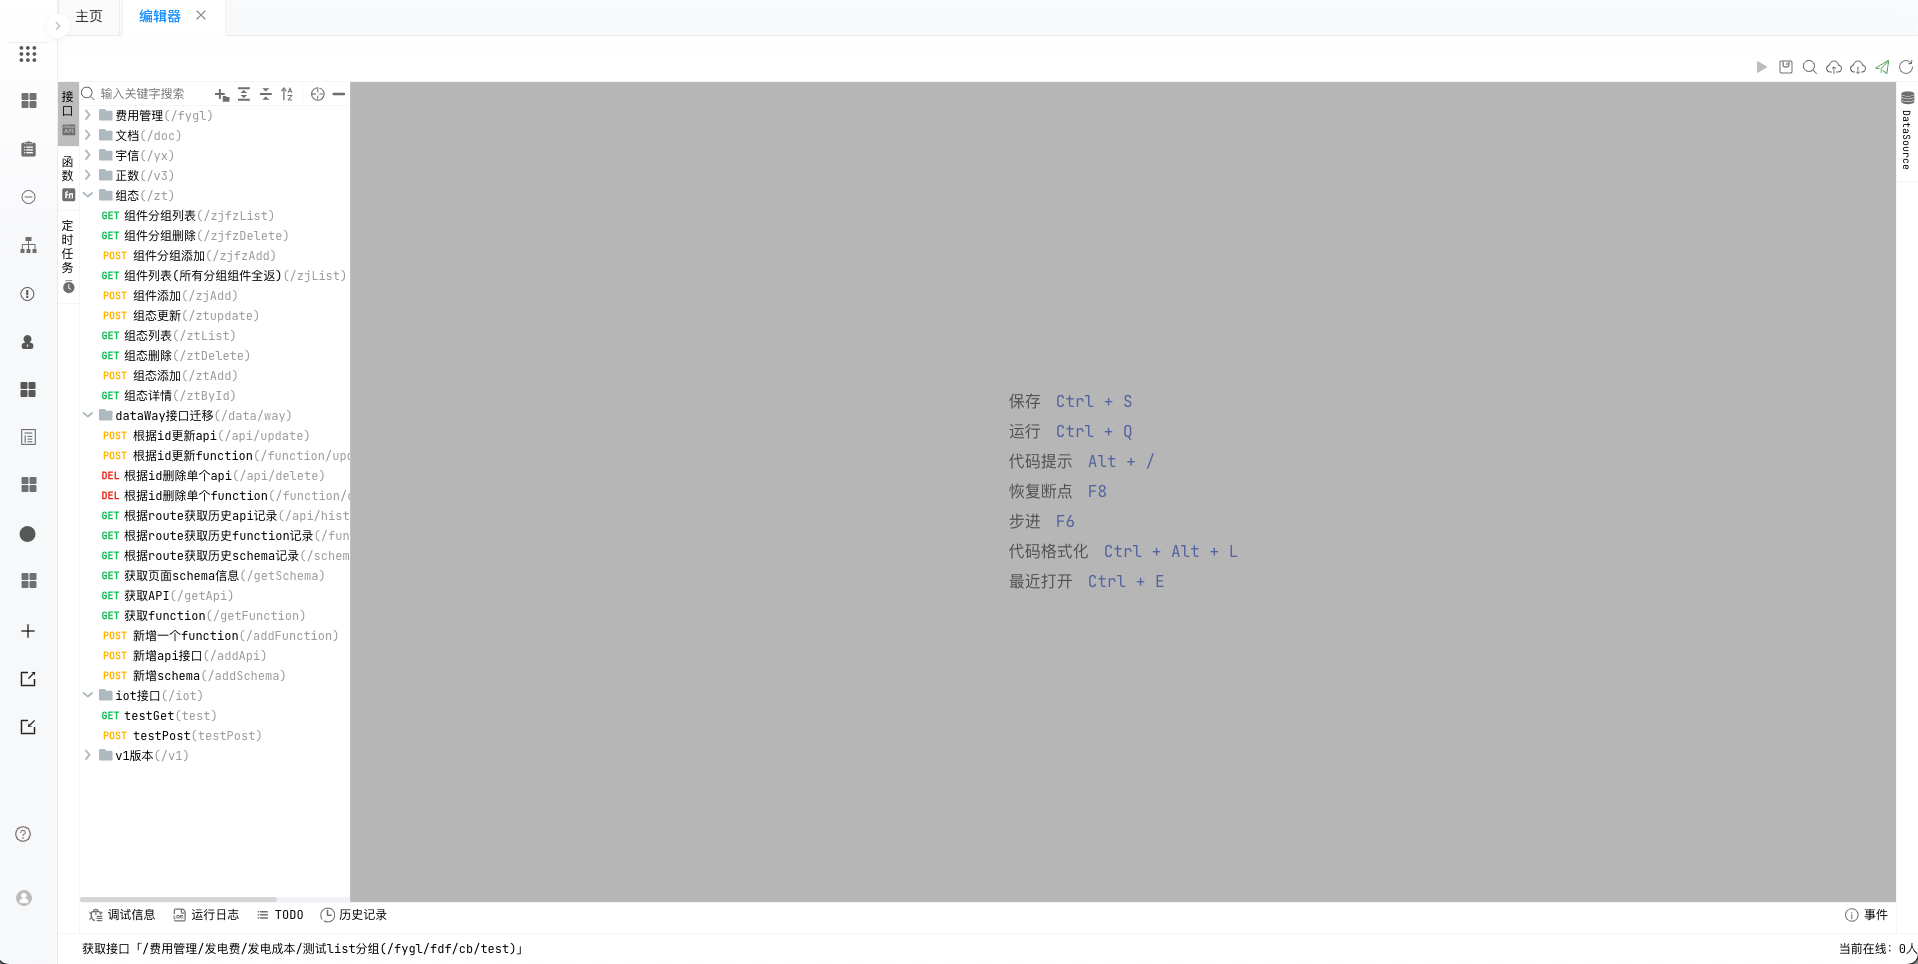 主页
编辑器
接口
API
函数
fn
定时任务
输入关键字搜索
费用管理(/fygl)
文档(/doc)
宇信(/yx)
正数(/v3)
组态(/zt)
GET 组件分组列表(/zjfzList)
GET 组件分组删除(/zjfzDelete)
POST 组件分组添加(/zjfzAdd)
GET 组件列表(所有分组组件全返)(/zjList)
POST 组件添加(/zjAdd)
POST 组态更新(/ztupdate)
GET 组态列表(/ztList)
GET 组态删除(/ztDelete)
POST 组态添加(/ztAdd)
GET 组态详情(/ztById)
dataWay接口迁移(/data/way)
POST 根据id更新api(/api/update)
POST 根据id更新function(/function/upd
DEL 根据id删除单个api(/api/delete)
DEL 根据id删除单个function(/function/
GET 根据route获取历史api记录(/api/hist
GET 根据route获取历史function记录(/fun
GET 根据route获取历史schema记录(/schem
GET 获取页面schema信息(/getSchema)
GET 获取API(/getApi)
GET 获取function(/getFunction)
POST 新增一个function(/addFunction)
POST 新增api接口(/addApi)
POST 新增schema(/addSchema)
iot接口(/iot)
GET testGet(test)
POST testPost(testPost)
v1版本(/v1)
保存 Ctrl + S
运行 Ctrl + Q
代码提示 Alt + /
恢复断点 F8
步进 F6
代码格式化 Ctrl + Alt + L
最近打开 Ctrl + E
DataSource
调试信息
运行日志
TODO
历史记录
事件
获取接口「/费用管理/发电费/发电成本/测试list分组(/fygl/fdf/cb/test)」
当前在线: 0人